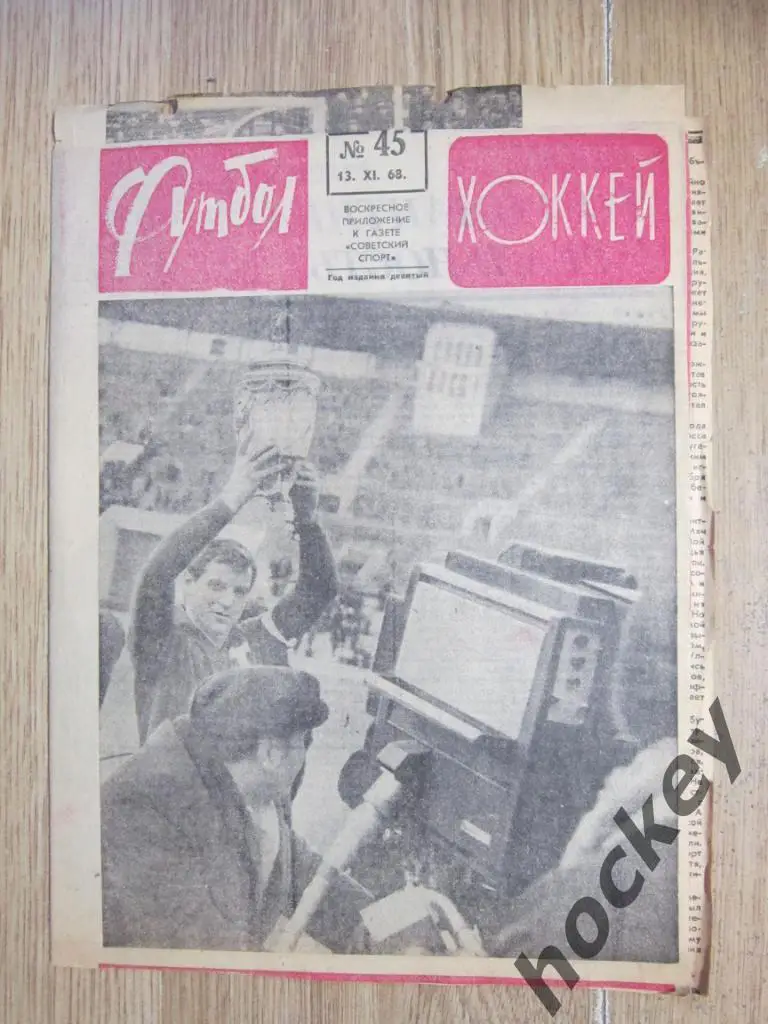 Футбол
№ 45
13. XI. 68.
ВОСКРЕСНОЕ
ПРИЛОЖЕНИЕ
К ГАЗЕТЕ
«СОВЕТСКИЙ
СПОРТ»
Год издания девятый
ХОККЕЙ
hockey